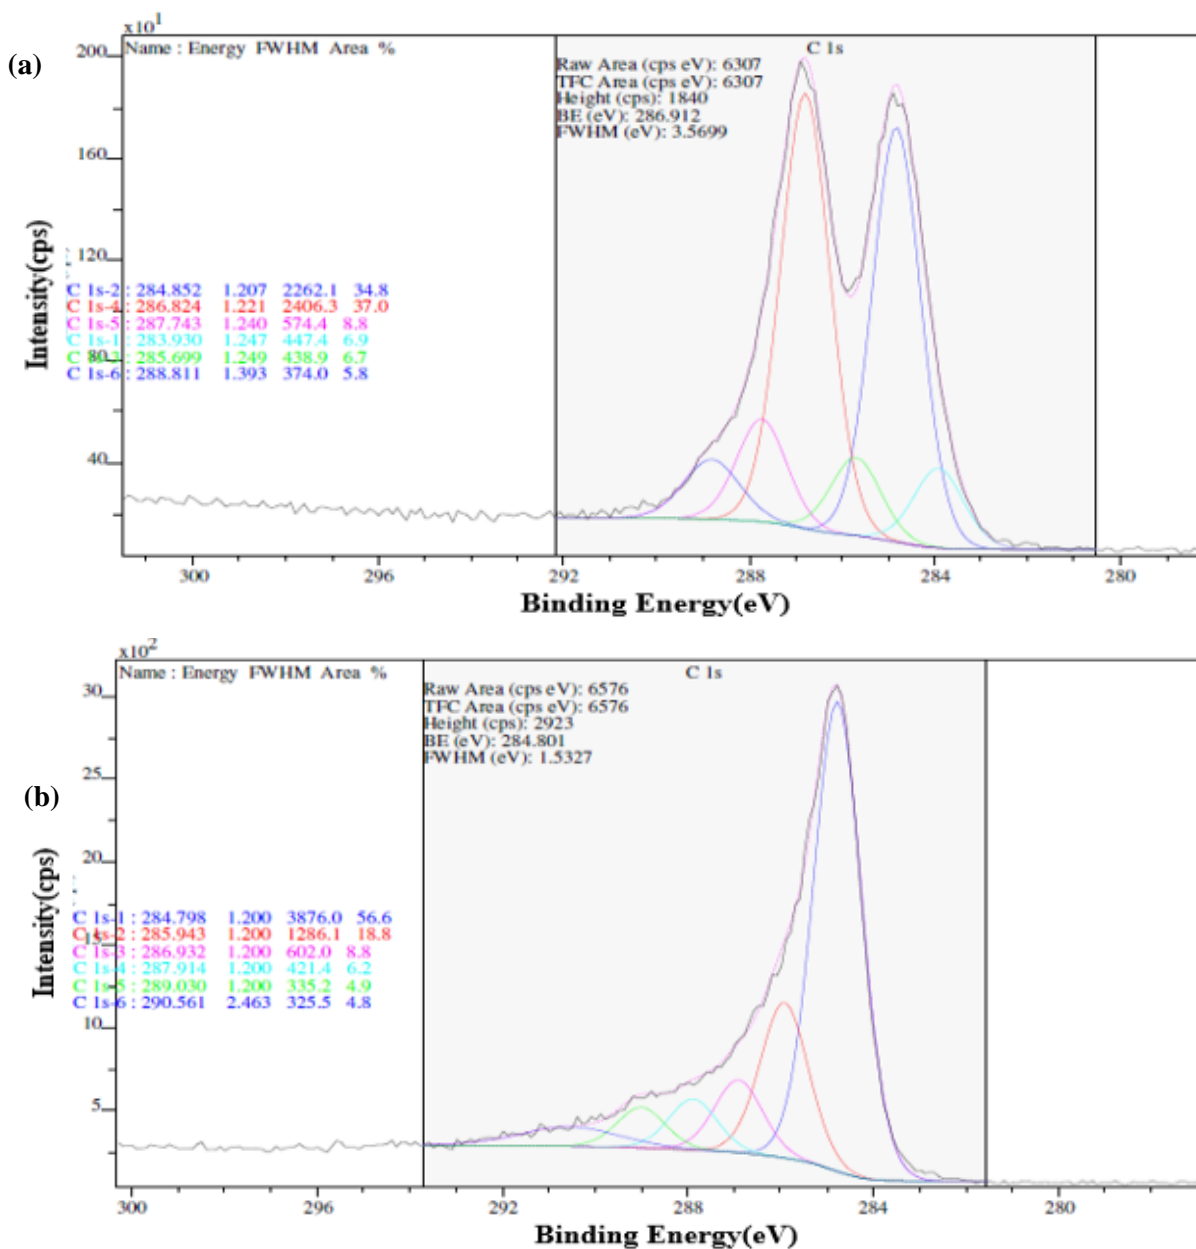 (a)
x10¹
Name : Energy FWHM Area %
C 1s
Raw Area (cps eV): 6307
TFC Area (cps eV): 6307
Height (cps): 1840
BE (eV): 286.912
FWHM (eV): 3.5699
200
160
120
80
40
Intensity(cps)
C 1s-2 : 284.852 1.207 2262.1 34.8
C 1s-4 : 286.824 1.221 2406.3 37.0
C 1s-5 : 287.743 1.240 574.4 8.8
C 1s-1 : 283.930 1.247 447.4 6.9
C 1s-3 : 285.699 1.249 438.9 6.7
C 1s-6 : 288.811 1.393 374.0 5.8
300 296 292 288 284 280
Binding Energy(eV)
(b)
x10²
Name : Energy FWHM Area %
C 1s
Raw Area (cps eV): 6576
TFC Area (cps eV): 6576
Height (cps): 2923
BE (eV): 284.801
FWHM (eV): 1.5327
30
25
20
15
10
5
Intensity(cps)
C 1s-1 : 284.798 1.200 3876.0 56.6
C 1s-2 : 285.943 1.200 1286.1 18.8
C 1s-3 : 286.932 1.200 602.0 8.8
C 1s-4 : 287.914 1.200 421.4 6.2
C 1s-5 : 289.030 1.200 335.2 4.9
C 1s-6 : 290.561 2.463 325.5 4.8
300 296 292 288 284 280
Binding Energy(eV)